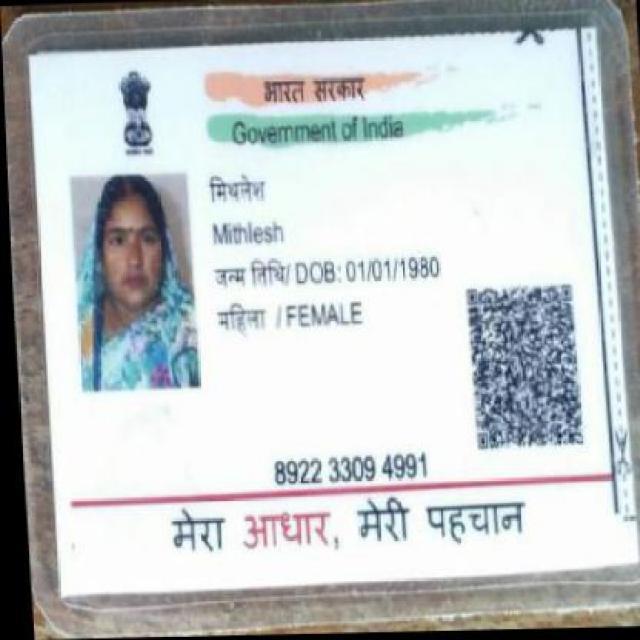 भारत सरकार
Government of India
मिथलेश
Mithlesh
जन्म तिथि/ DOB: 01/01/1980
महिला / FEMALE
8922 3309 4991
मेरा आधार, मेरी पहचान